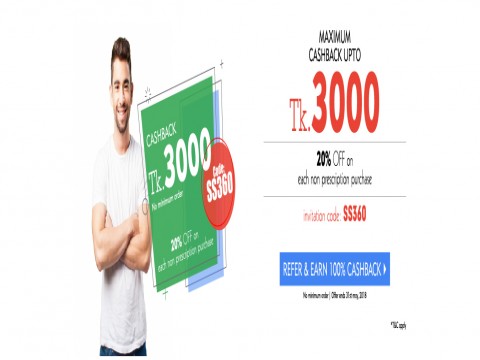 CASHBACK
Tk.3000
No minimum order
Code:
SS360
20% OFF on
each non prescription purchase
MAXIMUM
CASHBACK UPTO
Tk.3000
20% OFF on
each non prescription purchase
invitation code: SS360
REFER & EARN 100% CASHBACK
No minimum order | Offer ends 31st may, 2018
*T&C apply